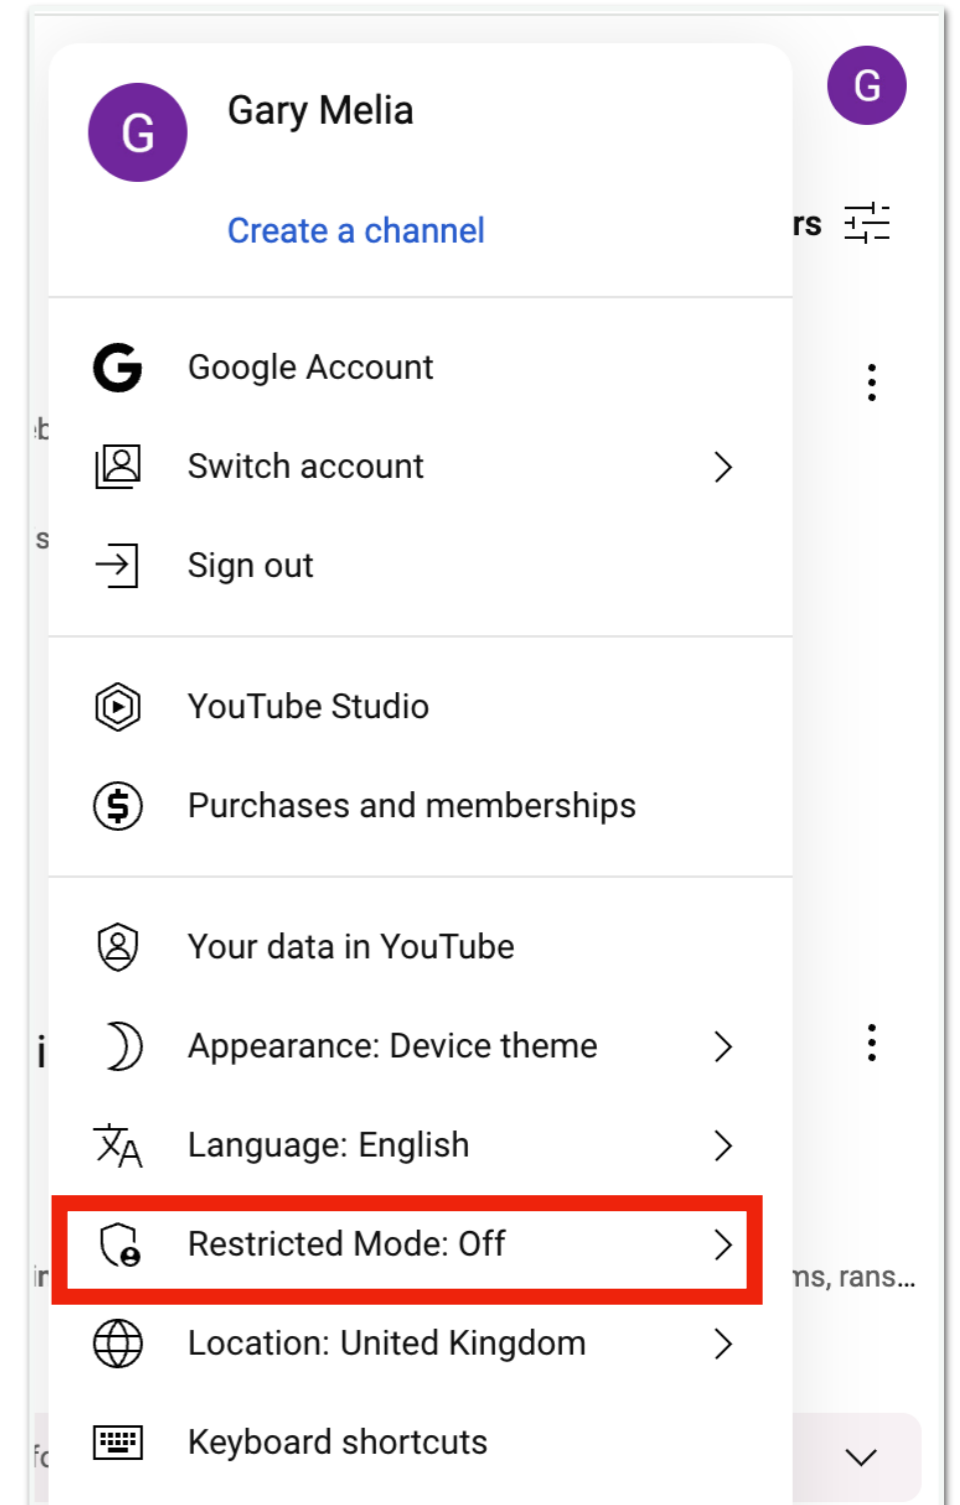 G
Gary Melia
G
Create a channel
rs
Google Account
Switch account
s
Sign out
YouTube Studio
Purchases and memberships
Your data in YouTube
i
Appearance: Device theme
Language: English
Restricted Mode: Off
ms, rans...
Location: United Kingdom
Keyboard shortcuts